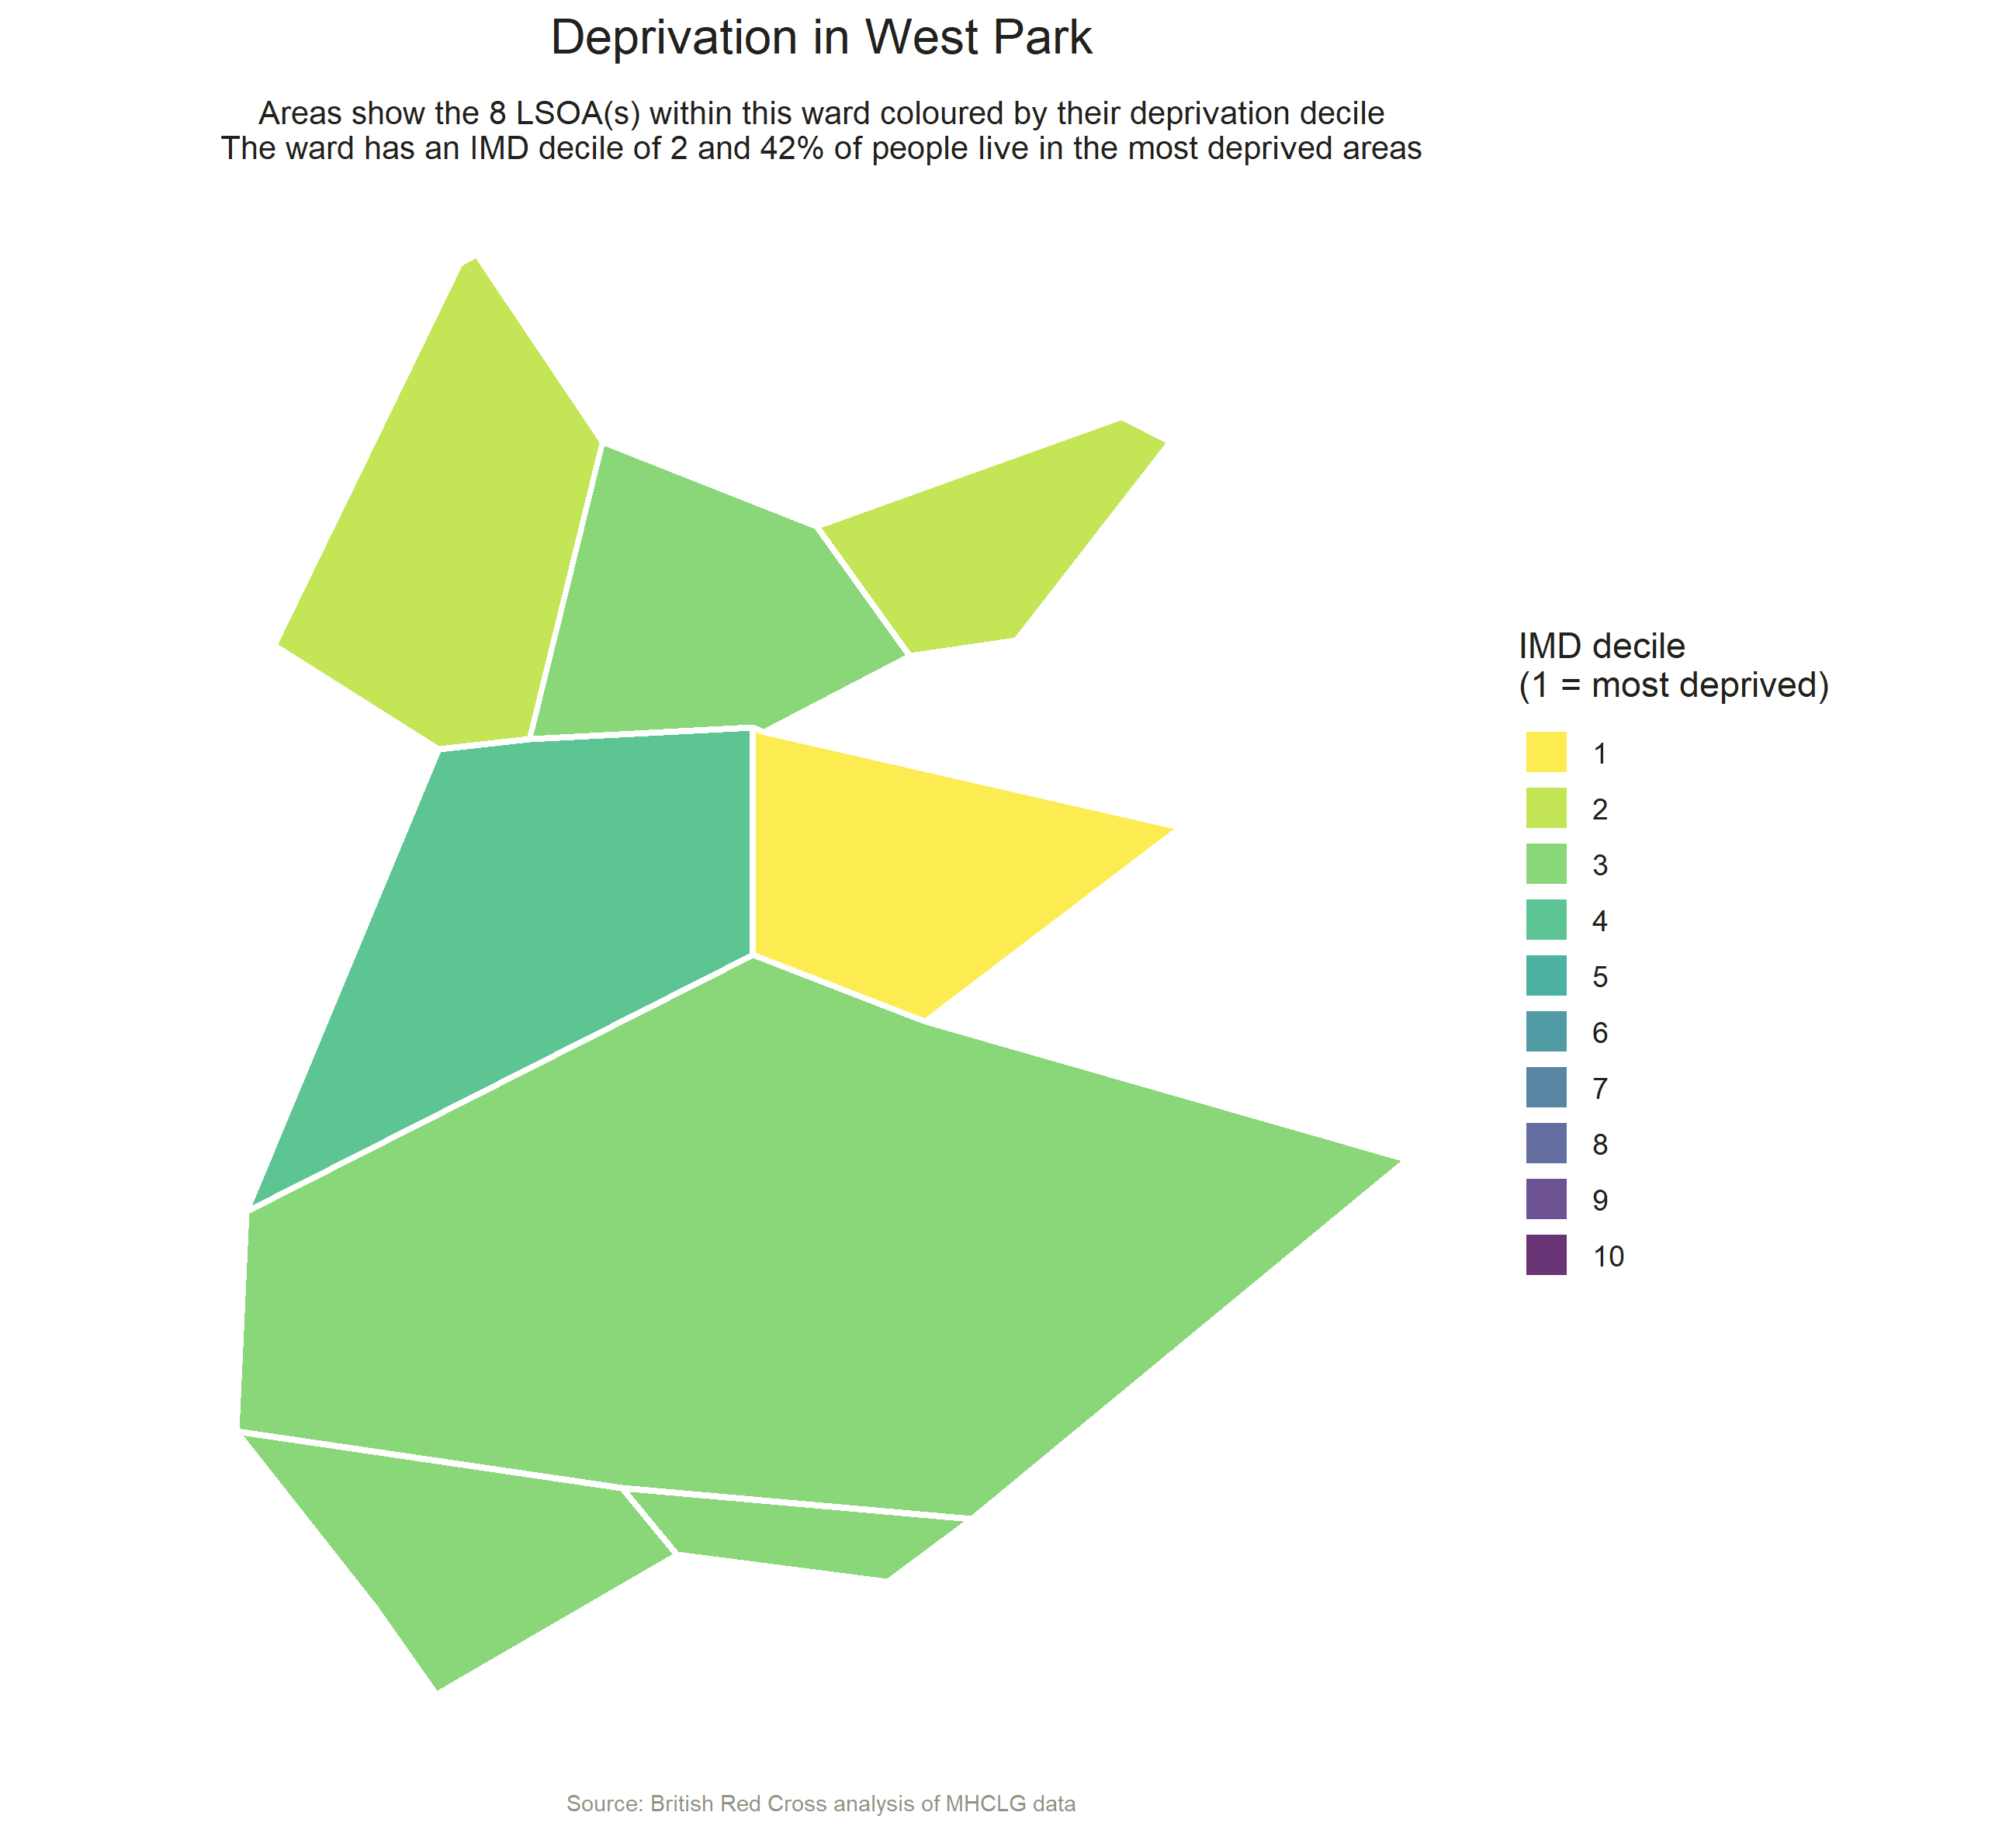 Deprivation in West Park
Areas show the 8 LSOA(s) within this ward coloured by their deprivation decile
The ward has an IMD decile of 2 and 42% of people live in the most deprived areas
IMD decile
(1 = most deprived)
1
2
3
4
5
6
7
8
9
10
Source: British Red Cross analysis of MHCLG data